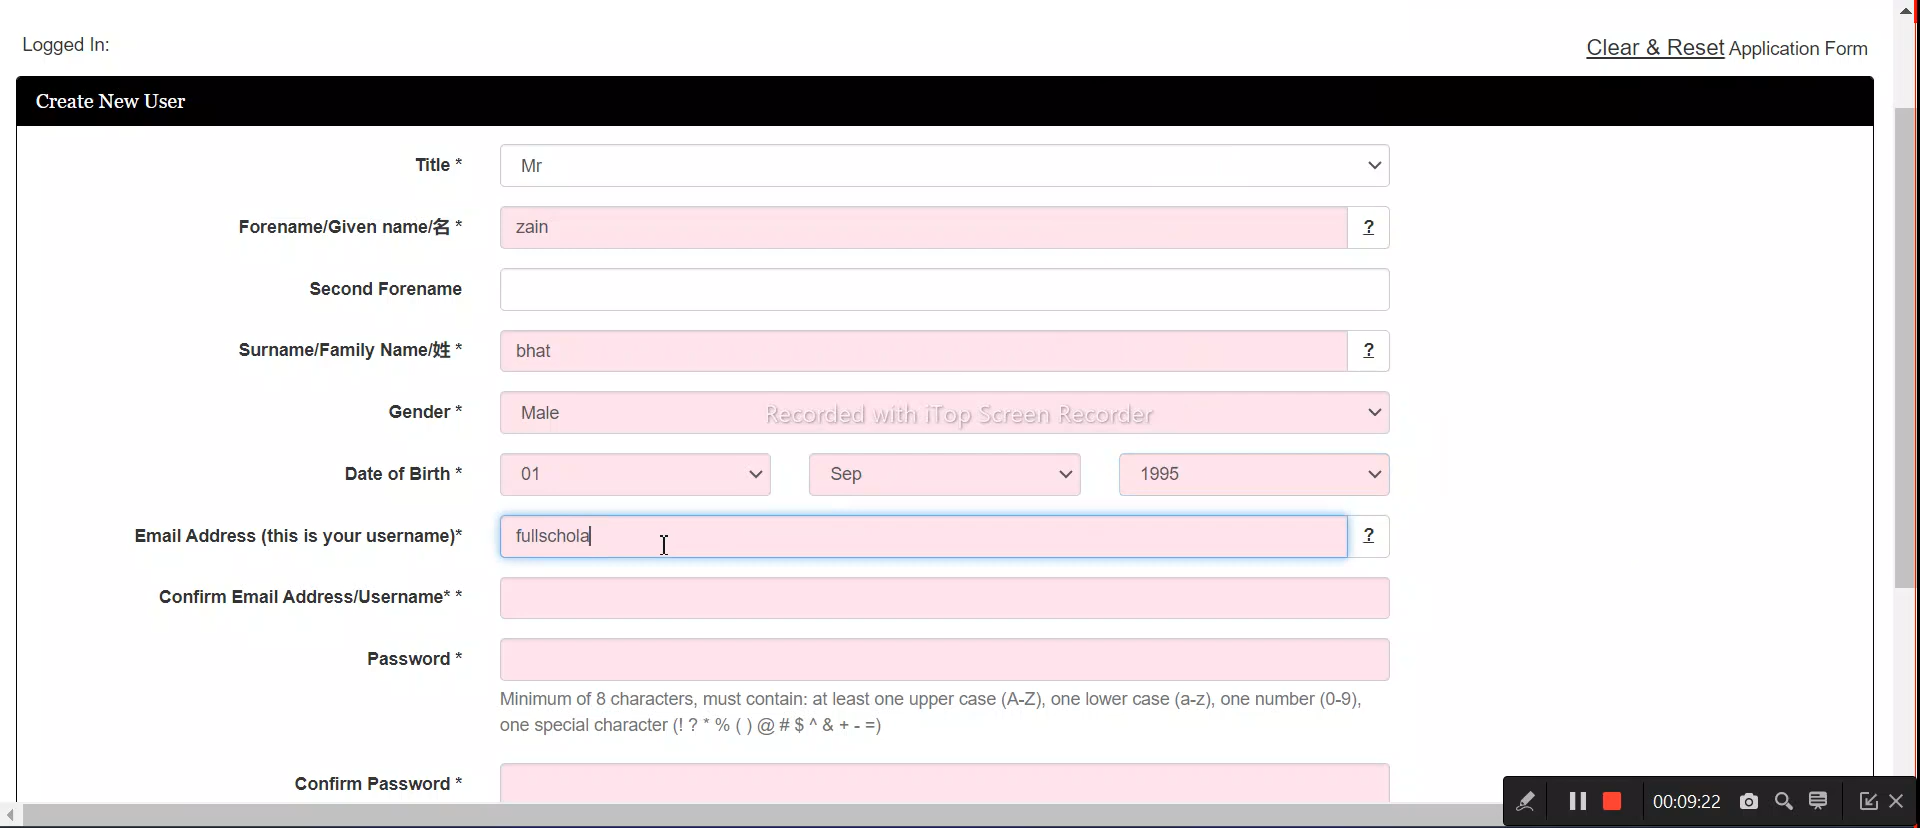 Logged In:
Clear & Reset Application Form
Create New User
Title *
Mr
Forename/Given name/名 *
zain
?
Second Forename
Surname/Family Name/姓 *
bhat
?
Gender *
Male
Recorded with iTop Screen Recorder
Date of Birth *
01
Sep
1995
Email Address (this is your username)*
fullschola
?
Confirm Email Address/Username* *
Password *
Minimum of 8 characters, must contain: at least one upper case (A-Z), one lower case (a-z), one number (0-9),
one special character (! ? * % ( ) @ # $ ^ & + - =)
Confirm Password *
00:09:22